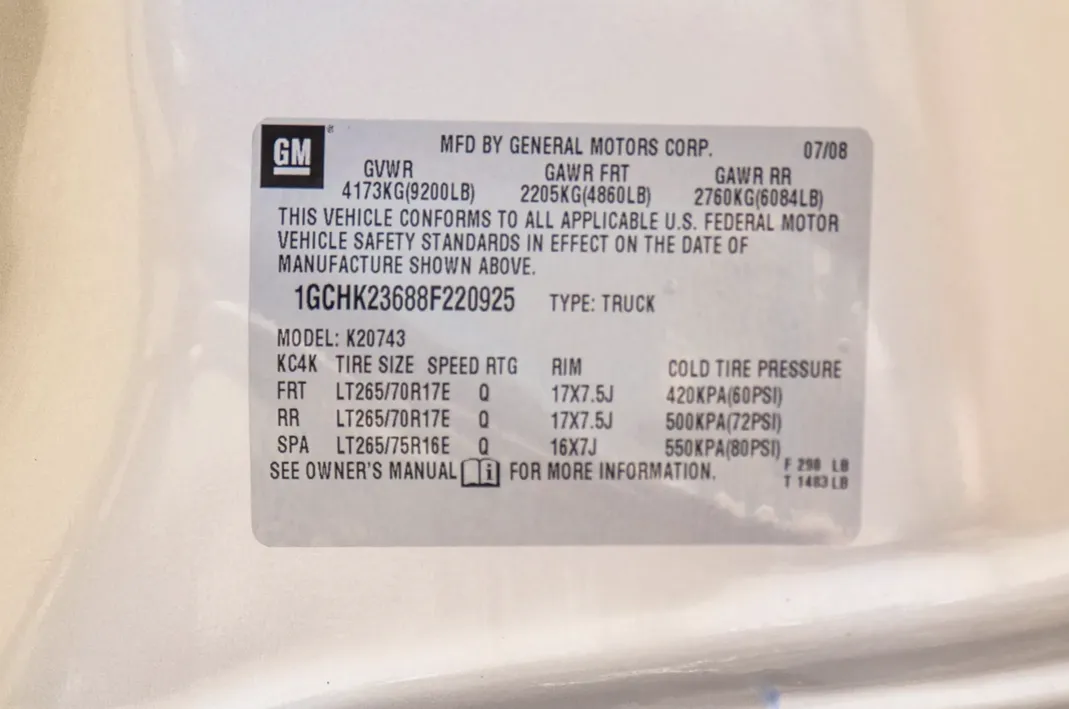 GM ®
MFD BY GENERAL MOTORS CORP. 07/08
GVWR GAWR FRT GAWR RR
4173KG(9200LB) 2205KG(4860LB) 2760KG(6084LB)
THIS VEHICLE CONFORMS TO ALL APPLICABLE U.S. FEDERAL MOTOR
VEHICLE SAFETY STANDARDS IN EFFECT ON THE DATE OF
MANUFACTURE SHOWN ABOVE.
1GCHK23688F220925 TYPE: TRUCK
MODEL: K20743
KC4K TIRE SIZE SPEED RTG RIM COLD TIRE PRESSURE
FRT LT265/70R17E Q 17X7.5J 420KPA(60PSI)
RR LT265/70R17E Q 17X7.5J 500KPA(72PSI)
SPA LT265/75R16E Q 16X7J 550KPA(80PSI)
SEE OWNER'S MANUAL i FOR MORE INFORMATION.
F 298 LB
T 1483 LB